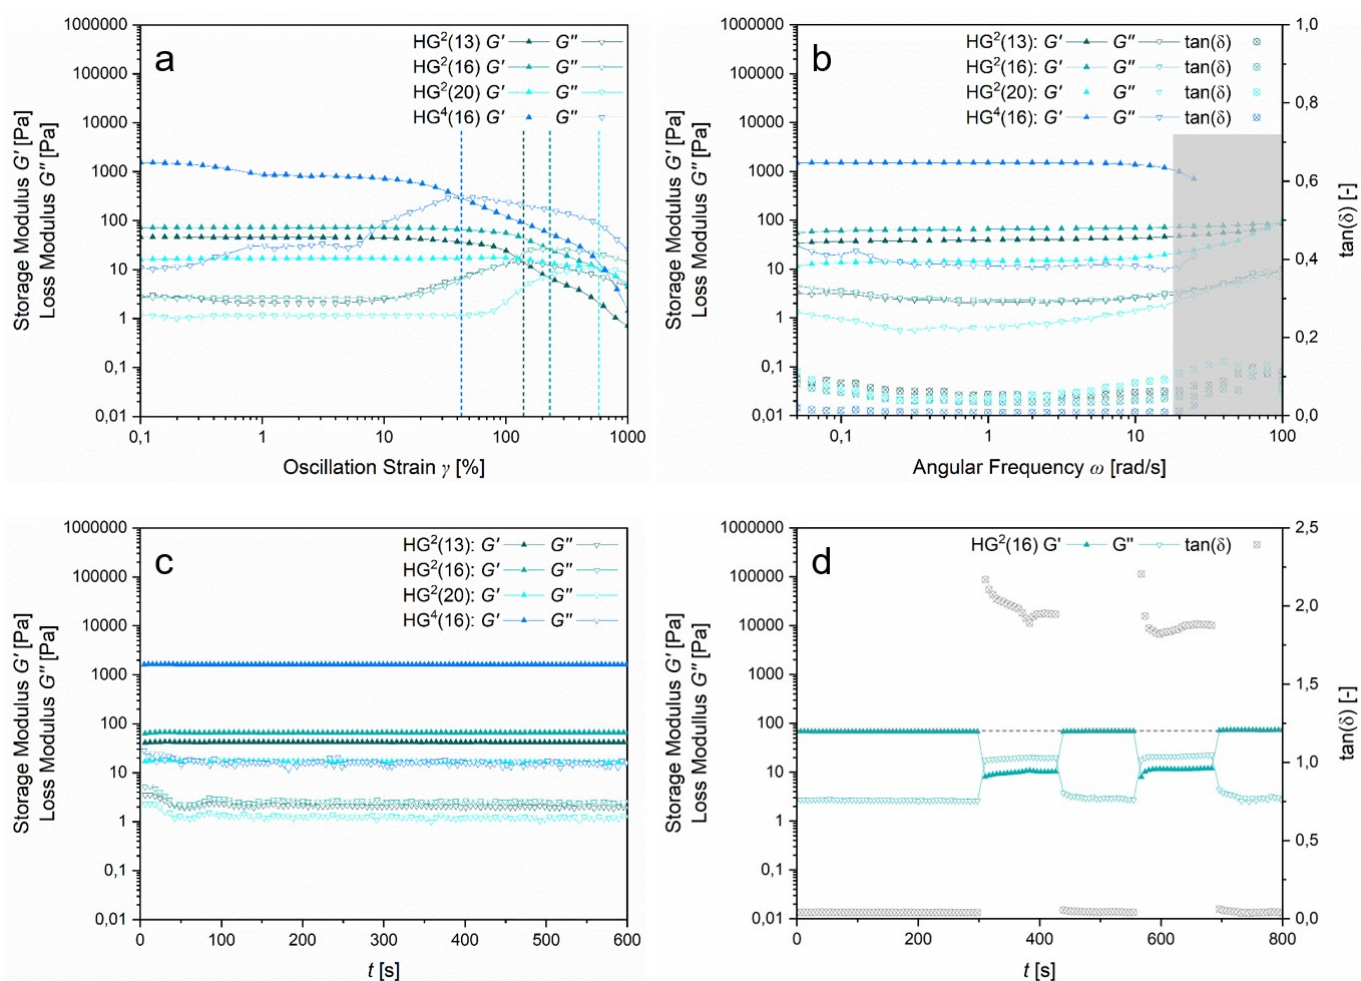 a
1000000
100000
10000
1000
100
10
1
0,1
0,01
Storage Modulus G′ [Pa]
Loss Modulus G″ [Pa]
HG²(13) G′ G″
HG²(16) G′ G″
HG²(20) G′ G″
HG⁴(16) G′ G″
0,1 1 10 100 1000
Oscillation Strain γ [%]
b
1000000
100000
10000
1000
100
10
1
0,1
0,01
Storage Modulus G′ [Pa]
Loss Modulus G″ [Pa]
HG²(13): G′ G″ tan(δ)
HG²(16): G′ G″ tan(δ)
HG²(20): G′ G″ tan(δ)
HG⁴(16): G′ G″ tan(δ)
1,0
0,8
0,6
0,4
0,2
0,0
tan(δ) [-]
0,1 1 10 100
Angular Frequency ω [rad/s]
c
1000000
100000
10000
1000
100
10
1
0,1
0,01
Storage Modulus G′ [Pa]
Loss Modulus G″ [Pa]
HG²(13): G′ G″
HG²(16): G′ G″
HG²(20): G′ G″
HG⁴(16): G′ G″
0 100 200 300 400 500 600
t [s]
d
1000000
100000
10000
1000
100
10
1
0,1
0,01
Storage Modulus G′ [Pa]
Loss Modulus G″ [Pa]
HG²(16) G′ G″ tan(δ)
2,5
2,0
1,5
1,0
0,5
0,0
tan(δ) [-]
0 200 400 600 800
t [s]